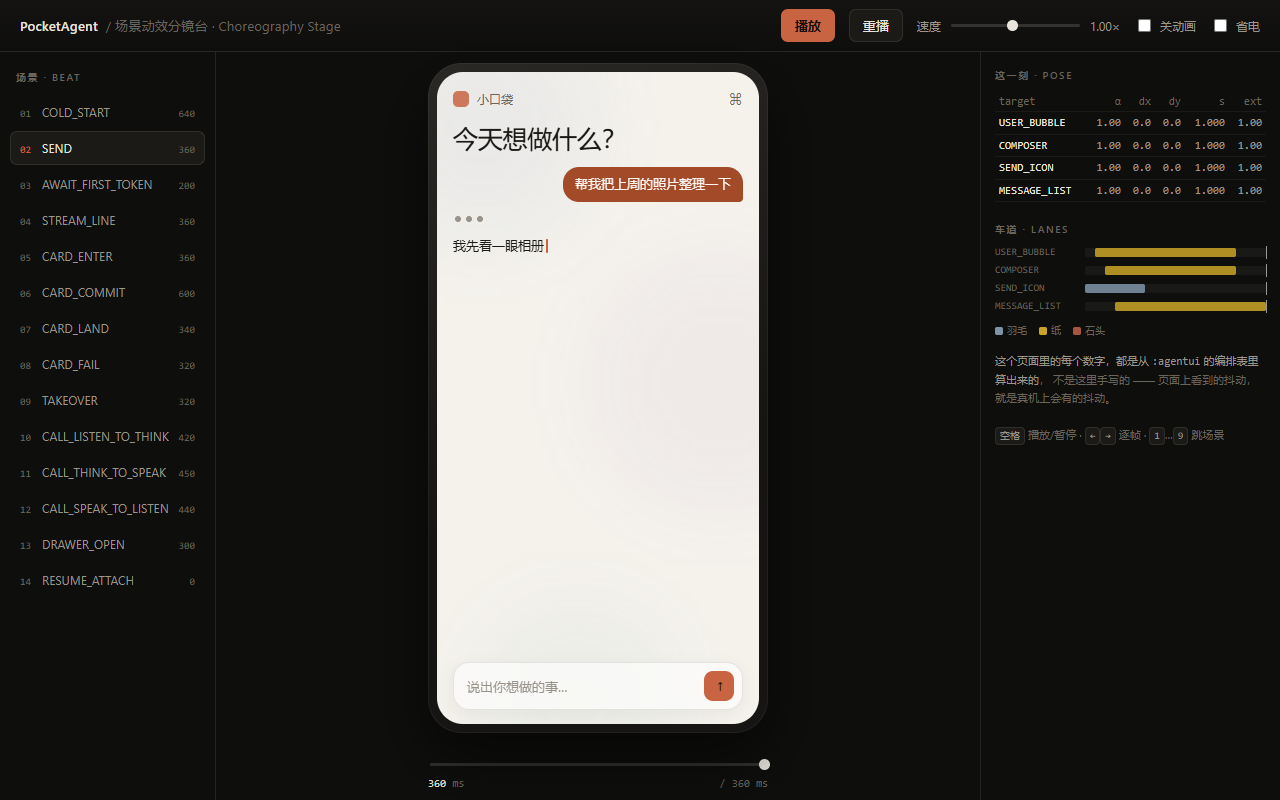 PocketAgent / 场景动效分镜台 · Choreography Stage
播放 重播 速度 1.00× 关动画 省电
场景 · BEAT
01 COLD_START 640
02 SEND 360
03 AWAIT_FIRST_TOKEN 200
04 STREAM_LINE 360
05 CARD_ENTER 360
06 CARD_COMMIT 600
07 CARD_LAND 340
08 CARD_FAIL 320
09 TAKEOVER 320
10 CALL_LISTEN_TO_THINK 420
11 CALL_THINK_TO_SPEAK 450
12 CALL_SPEAK_TO_LISTEN 440
13 DRAWER_OPEN 300
14 RESUME_ATTACH 0
小口袋 ⌘
今天想做什么？
帮我把上周的照片整理一下
我先看一眼相册
说出你想做的事… ↑
360 ms / 360 ms
这一刻 · POSE
target α dx dy s ext
USER_BUBBLE 1.00 0.0 0.0 1.000 1.00
COMPOSER 1.00 0.0 0.0 1.000 1.00
SEND_ICON 1.00 0.0 0.0 1.000 1.00
MESSAGE_LIST 1.00 0.0 0.0 1.000 1.00
车道 · LANES
USER_BUBBLE
COMPOSER
SEND_ICON
MESSAGE_LIST
羽毛 纸 石头
这个页面里的每个数字，都是从 :agentui 的编排表里
算出来的， 不是这里手写的 —— 页面上看到的抖动，
就是真机上会有的抖动。
空格 播放/暂停 · ← → 逐帧 · 1…9 跳场景